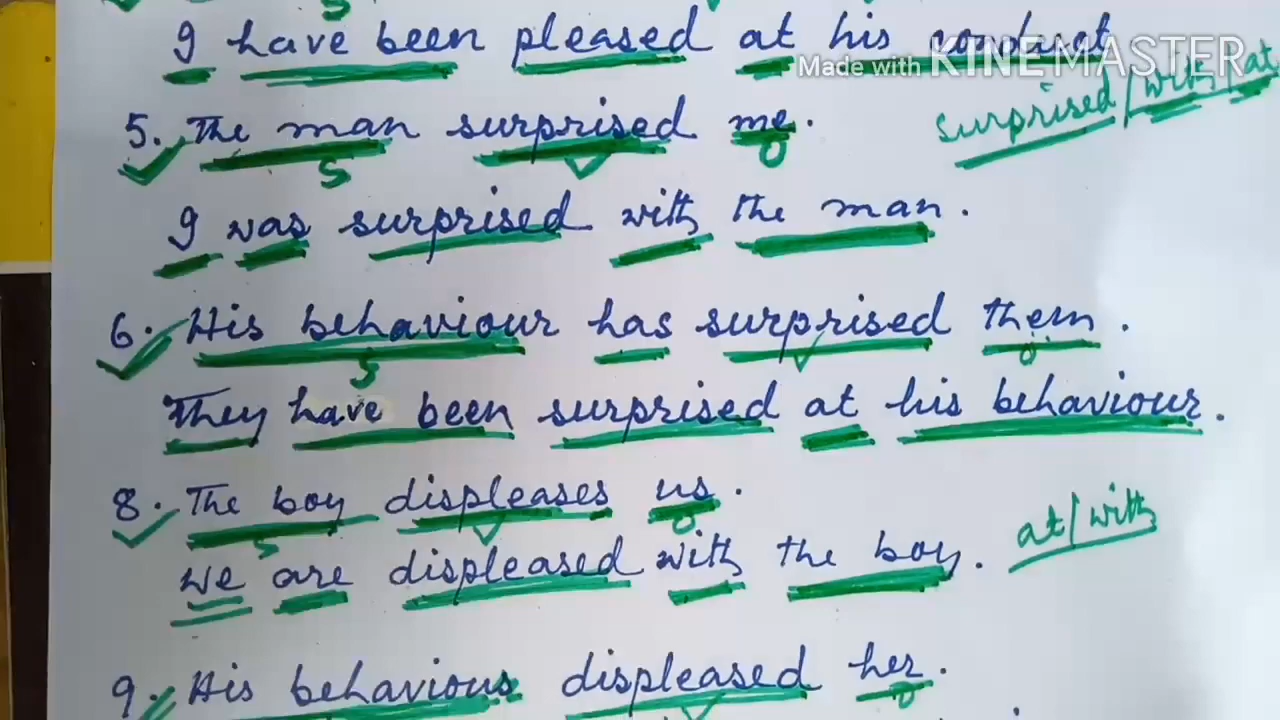 I have been pleased at his conduct
Made with KINEMASTER
surprised/with/at
5. The man surprised me.
S V O
I was surprised with the man.
6. His behaviour has surprised them.
S V O
They have been surprised at his behaviour.
8. The boy displeases us.
S V O
at/with
We are displeased with the boy.
9. His behaviour displeased her.
V O